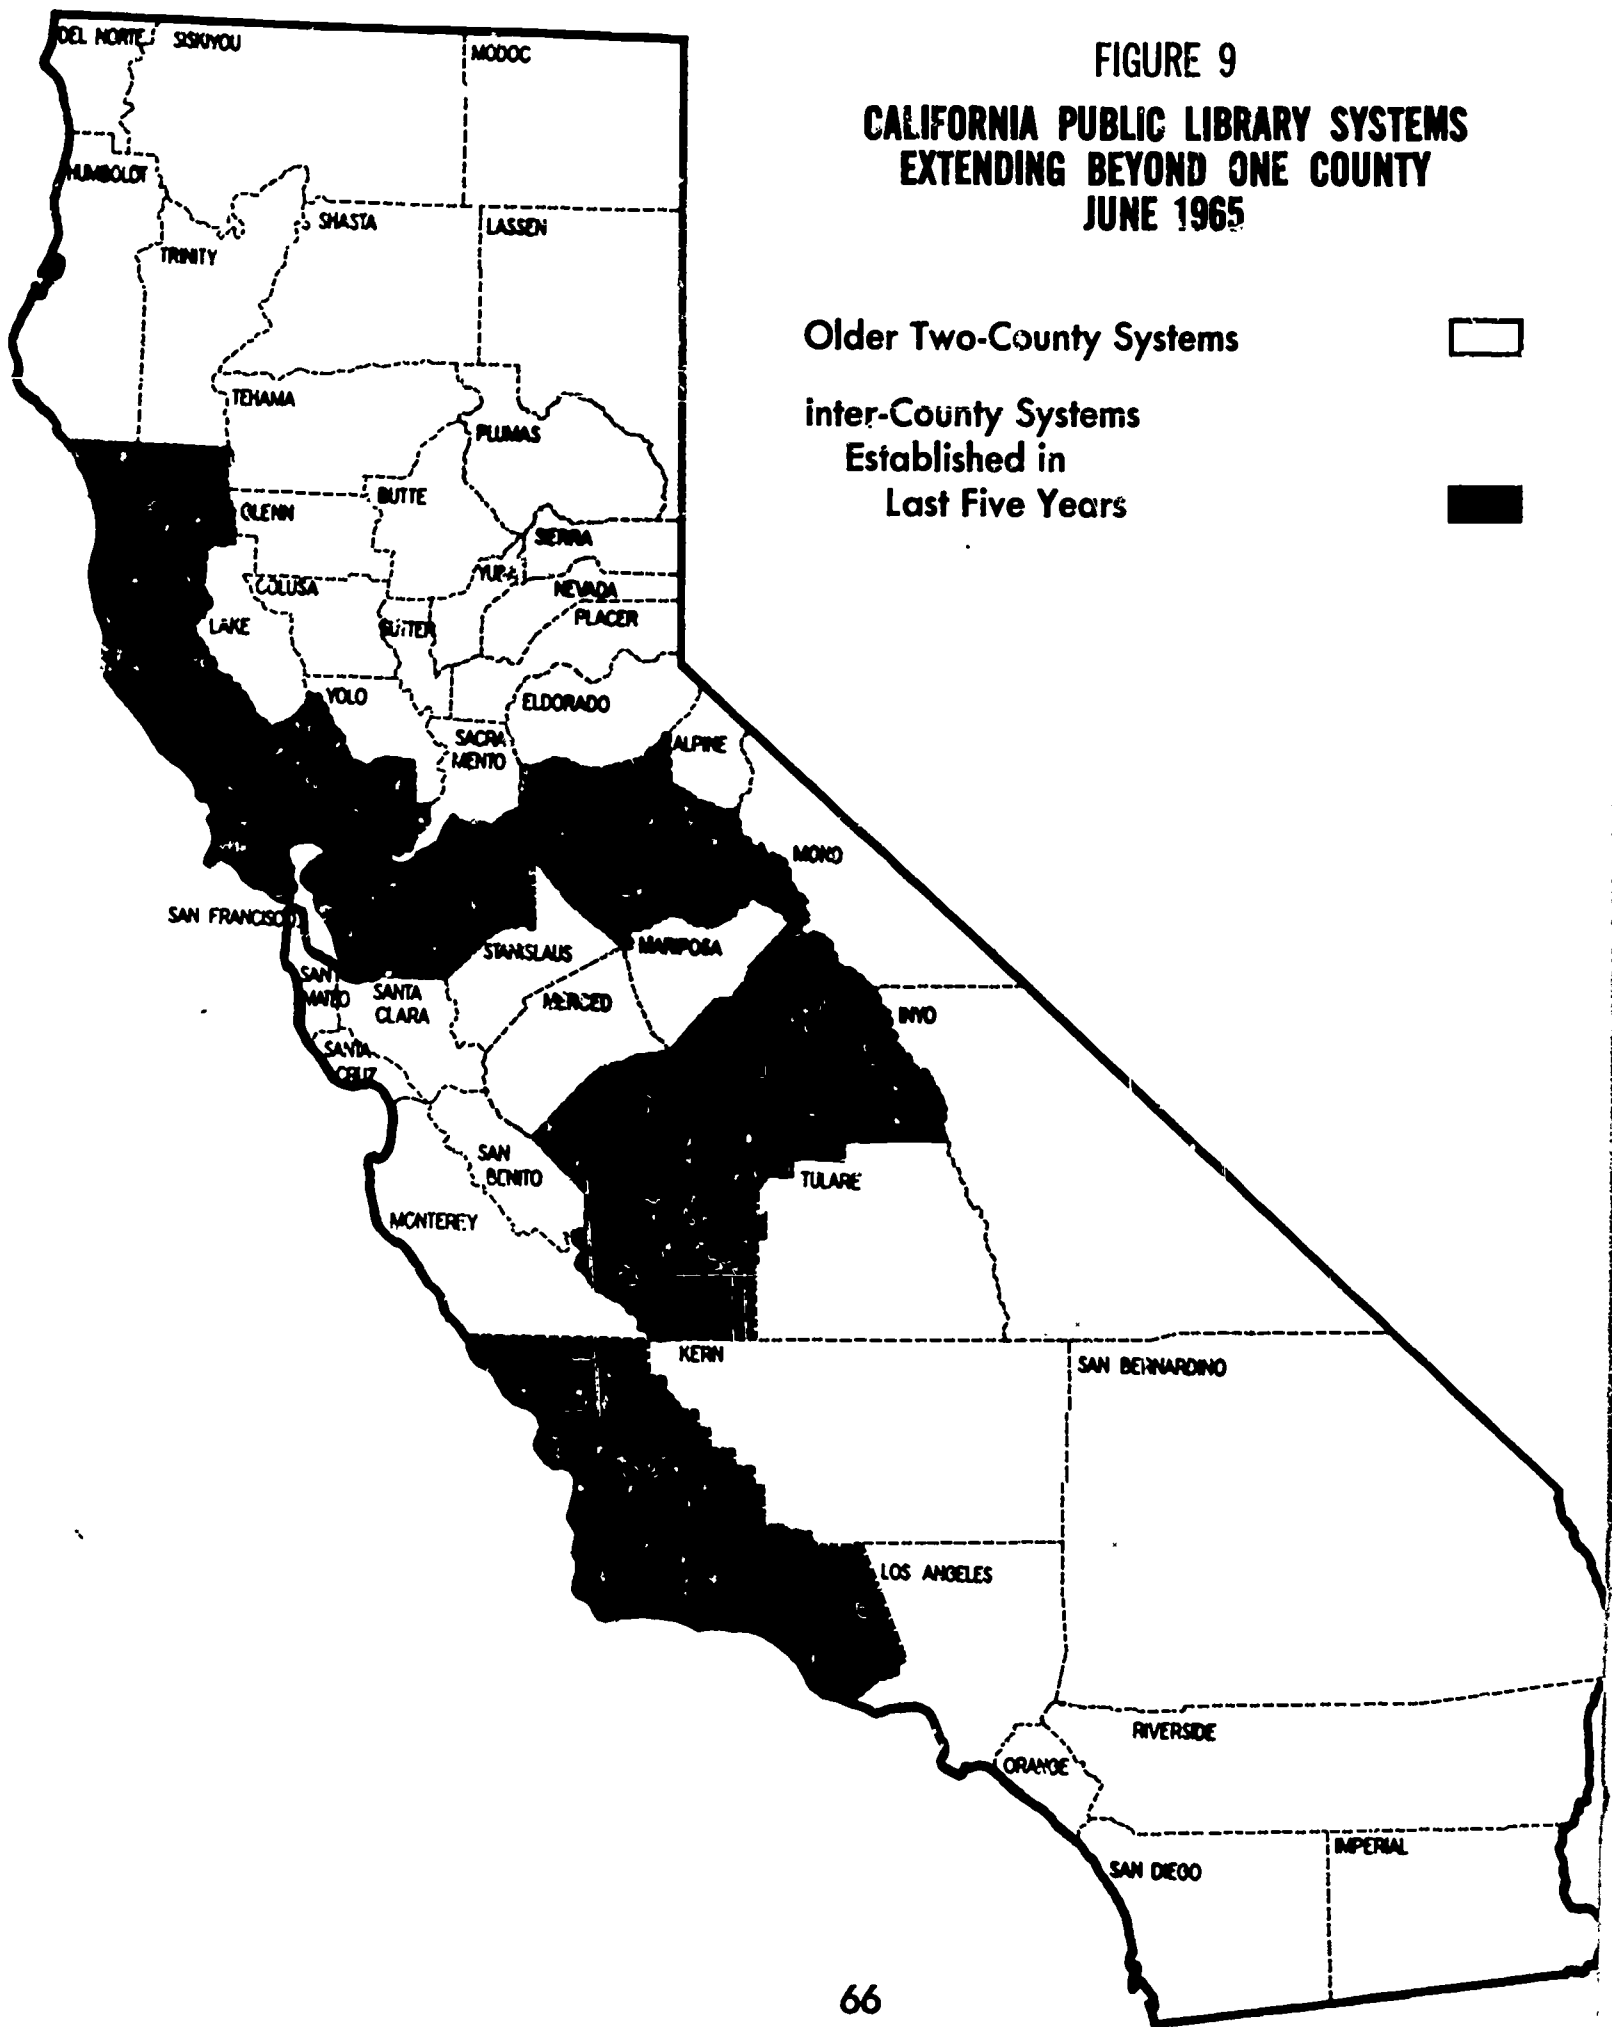 FIGURE 9
CALIFORNIA PUBLIC LIBRARY SYSTEMS
EXTENDING BEYOND ONE COUNTY
JUNE 1965
Older Two-County Systems
inter-County Systems
Established in
Last Five Years
DEL NORTE
SISKIYOU
MODOC
HUMBOLDT
TRINITY
SHASTA
LASSEN
TEHAMA
PLUMAS
BUTTE
GLENN
SIERRA
YUBA
NEVADA
COLUSA
PLACER
LAKE
SUTTER
YOLO
ELDORADO
SACRA
MENTO
ALPINE
MONO
SAN FRANCISCO
STANISLAUS
MARIPOSA
SAN
MATEO
SANTA
CLARA
MERCED
INYO
SANTA
CRUZ
SAN
BENITO
TULARE
MONTEREY
KERN
SAN BERNARDINO
LOS ANGELES
RIVERSIDE
ORANGE
IMPERIAL
SAN DIEGO
66